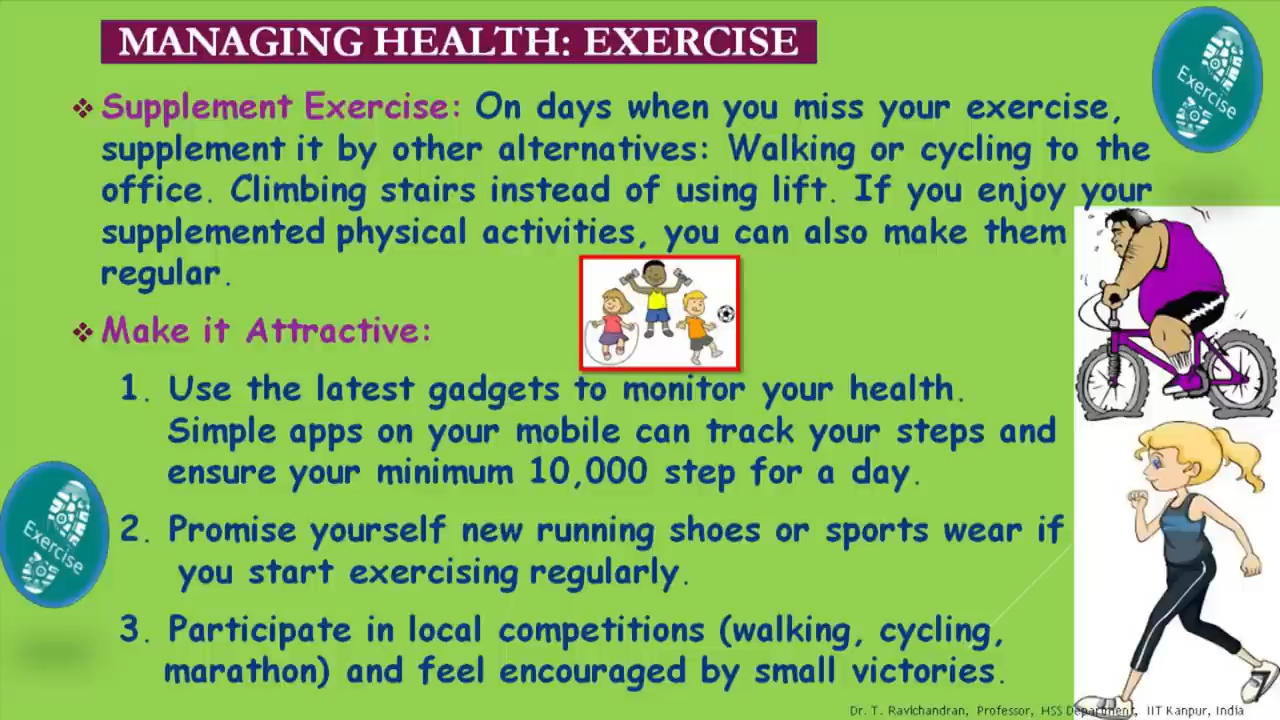 MANAGING HEALTH: EXERCISE
Exercise
❖ Supplement Exercise: On days when you miss your exercise,
supplement it by other alternatives: Walking or cycling to the
office. Climbing stairs instead of using lift. If you enjoy your
supplemented physical activities, you can also make them
regular.
❖ Make it Attractive:
1. Use the latest gadgets to monitor your health.
Simple apps on your mobile can track your steps and
ensure your minimum 10,000 step for a day.
Exercise
2. Promise yourself new running shoes or sports wear if
you start exercising regularly.
3. Participate in local competitions (walking, cycling,
marathon) and feel encouraged by small victories.
Dr. T. Ravichandran, Professor, HSS Department, IIT Kanpur, India